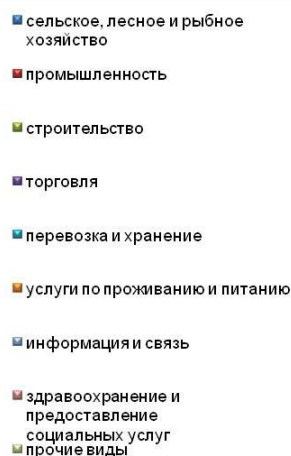 сельское, лесное и рыбное
хозяйство
промышленность
строительство
торговля
перевозка и хранение
услуги по проживанию и питанию
информация и связь
здравоохранение и
предоставление
социальных услуг
прочие виды